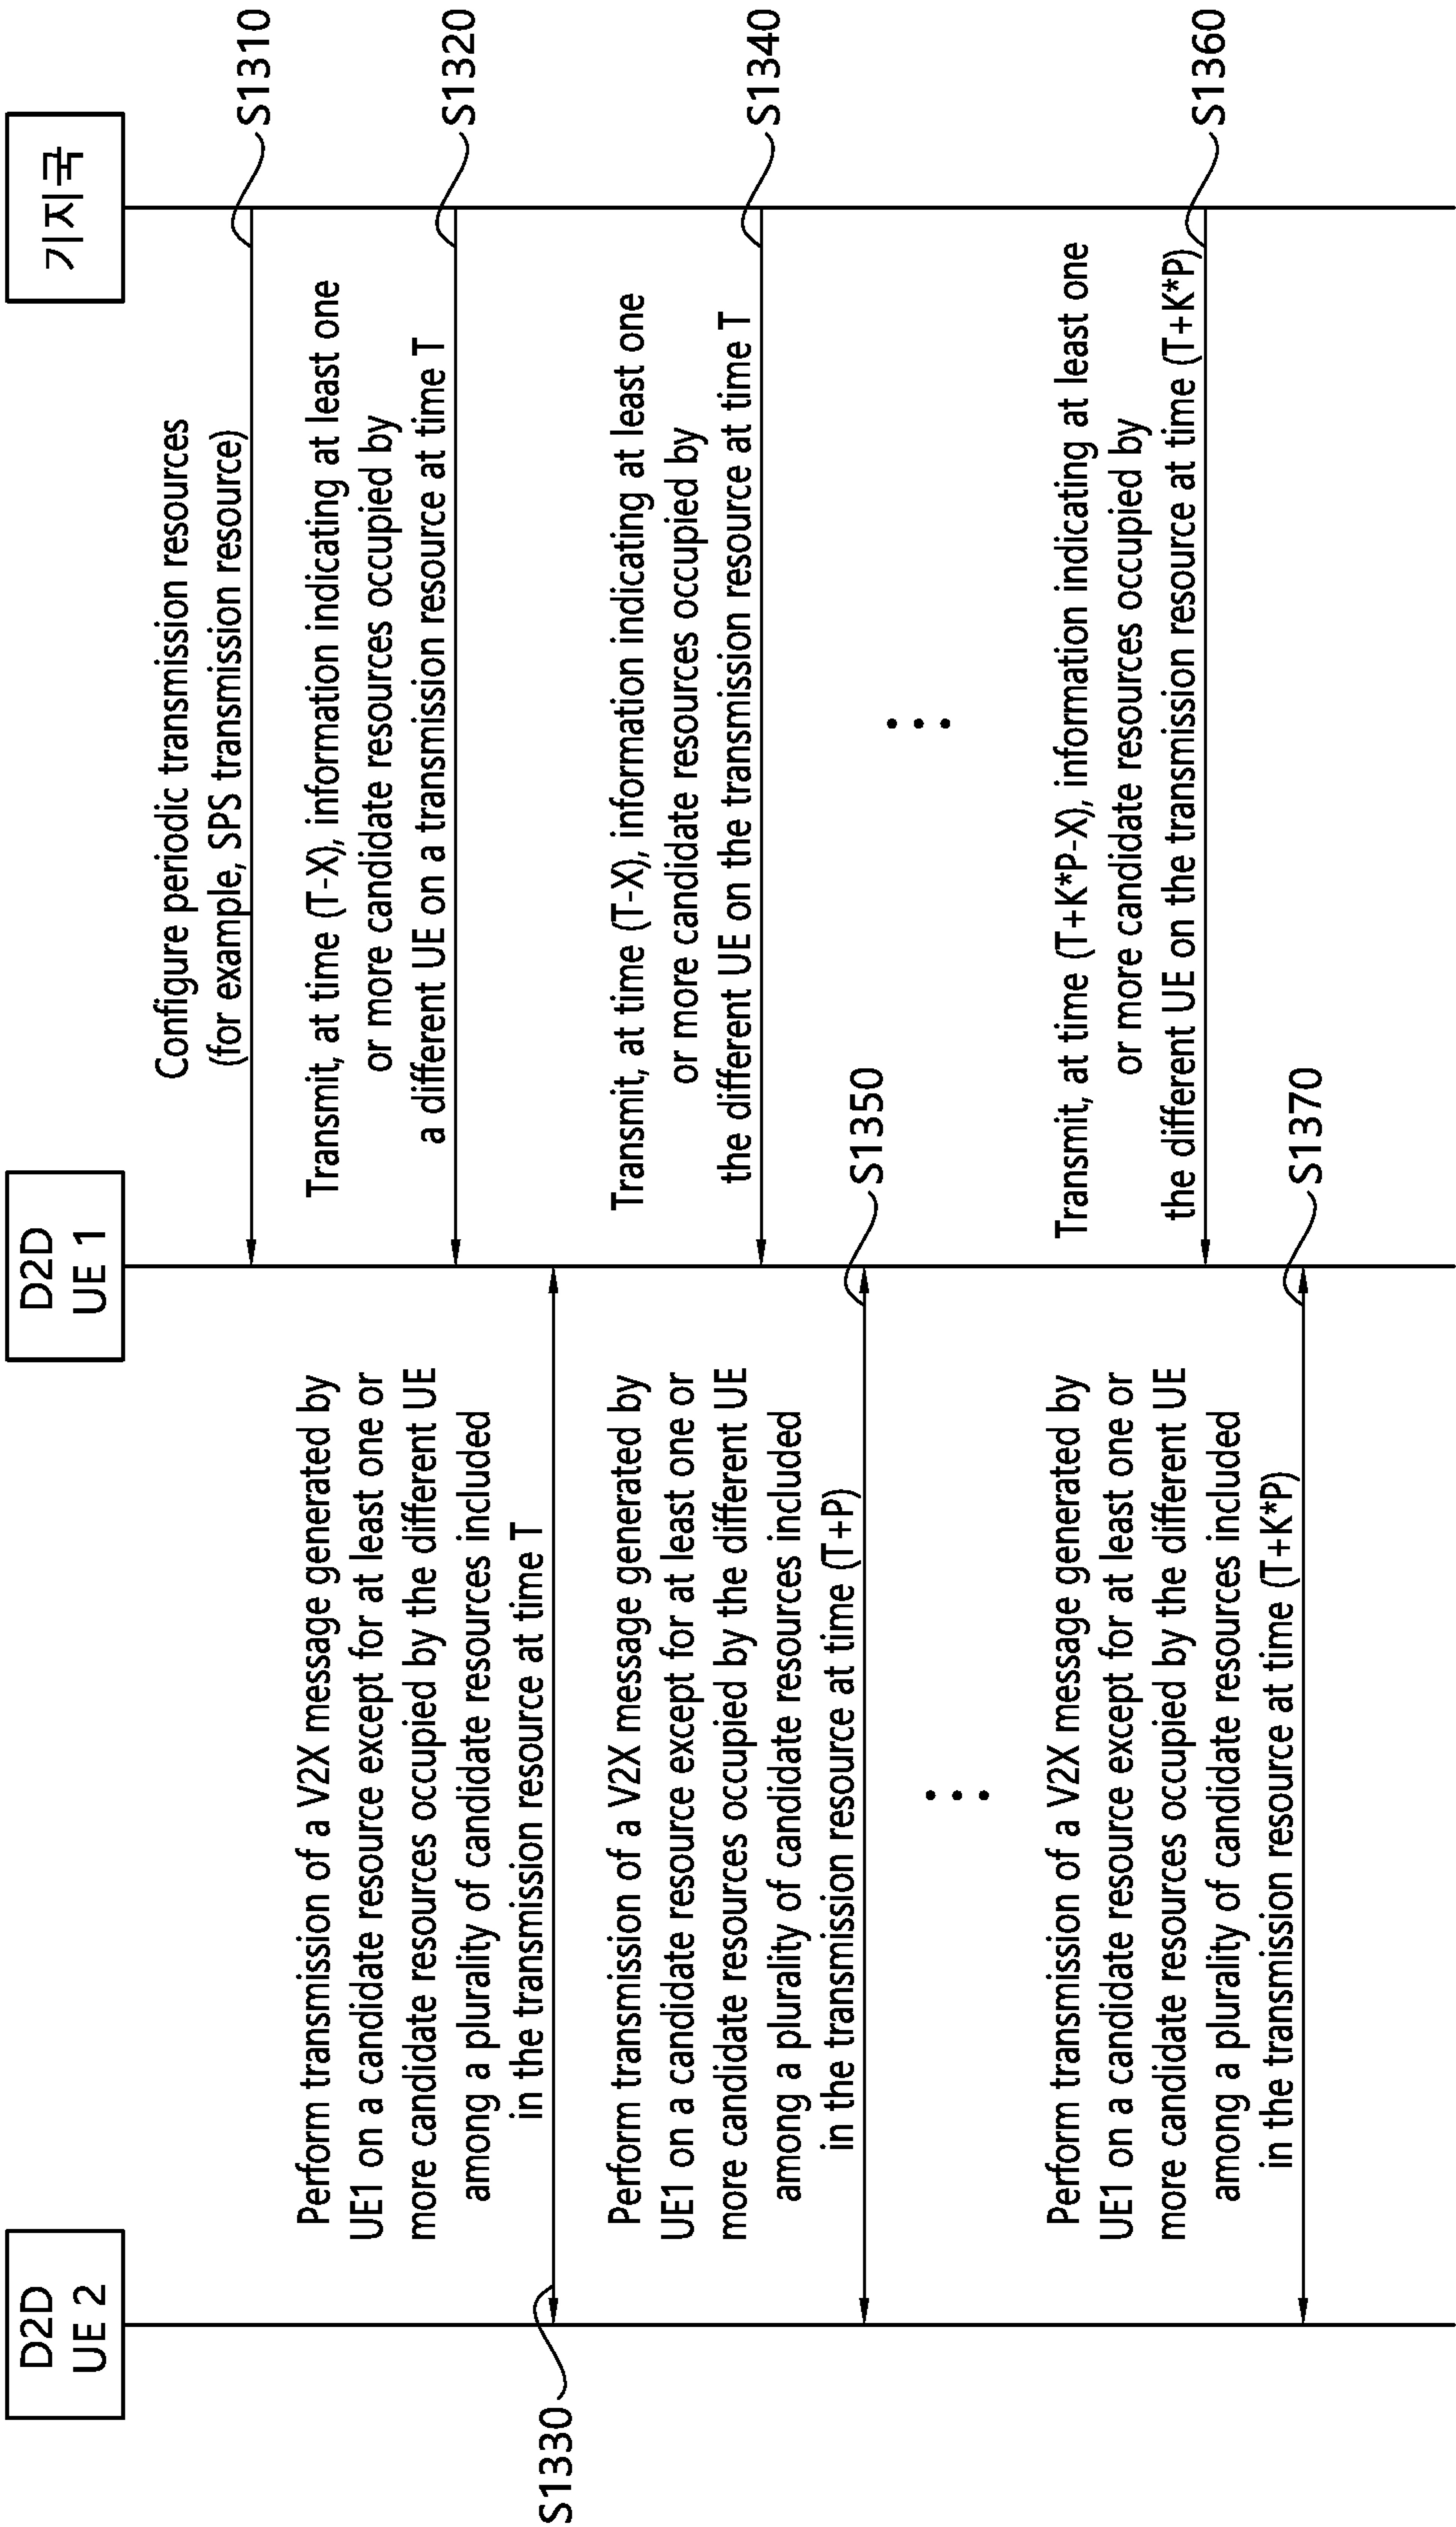 D2D
UE 2
D2D
UE 1
기지국
Configure periodic transmission resources
(for example, SPS transmission resource)
S1310
Transmit, at time (T-X), information indicating at least one
or more candidate resources occupied by
a different UE on a transmission resource at time T
S1320
Perform transmission of a V2X message generated by
UE1 on a candidate resource except for at least one or
more candidate resources occupied by the different UE
among a plurality of candidate resources included
in the transmission resource at time T
S1330
Transmit, at time (T-X), information indicating at least one
or more candidate resources occupied by
the different UE on the transmission resource at time T
S1340
Perform transmission of a V2X message generated by
UE1 on a candidate resource except for at least one or
more candidate resources occupied by the different UE
among a plurality of candidate resources included
in the transmission resource at time (T+P)
S1350
Transmit, at time (T+K*P-X), information indicating at least one
or more candidate resources occupied by
the different UE on the transmission resource at time (T+K*P)
S1360
Perform transmission of a V2X message generated by
UE1 on a candidate resource except for at least one or
more candidate resources occupied by the different UE
among a plurality of candidate resources included
in the transmission resource at time (T+K*P)
S1370